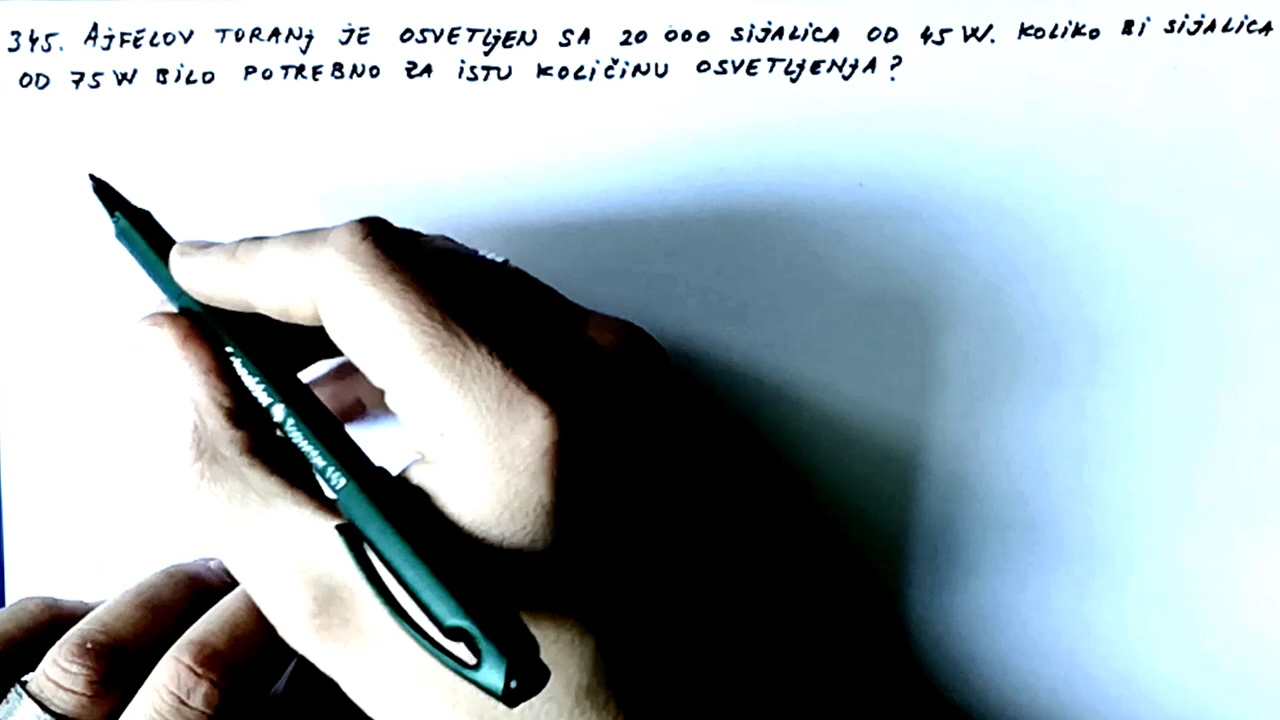 345. AJFELOV TORANJ JE OSVETLJEN SA 20 000 SIJALICA OD 45 W. KOLIKO BI SIJALICA
OD 75 W BILO POTREBNO ZA ISTU KOLIČINU OSVETLJENJA?